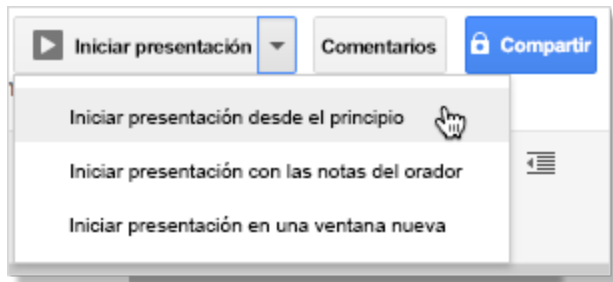 Iniciar presentación
Comentarios
Compartir
Iniciar presentación desde el principio
Iniciar presentación con las notas del orador
Iniciar presentación en una ventana nueva